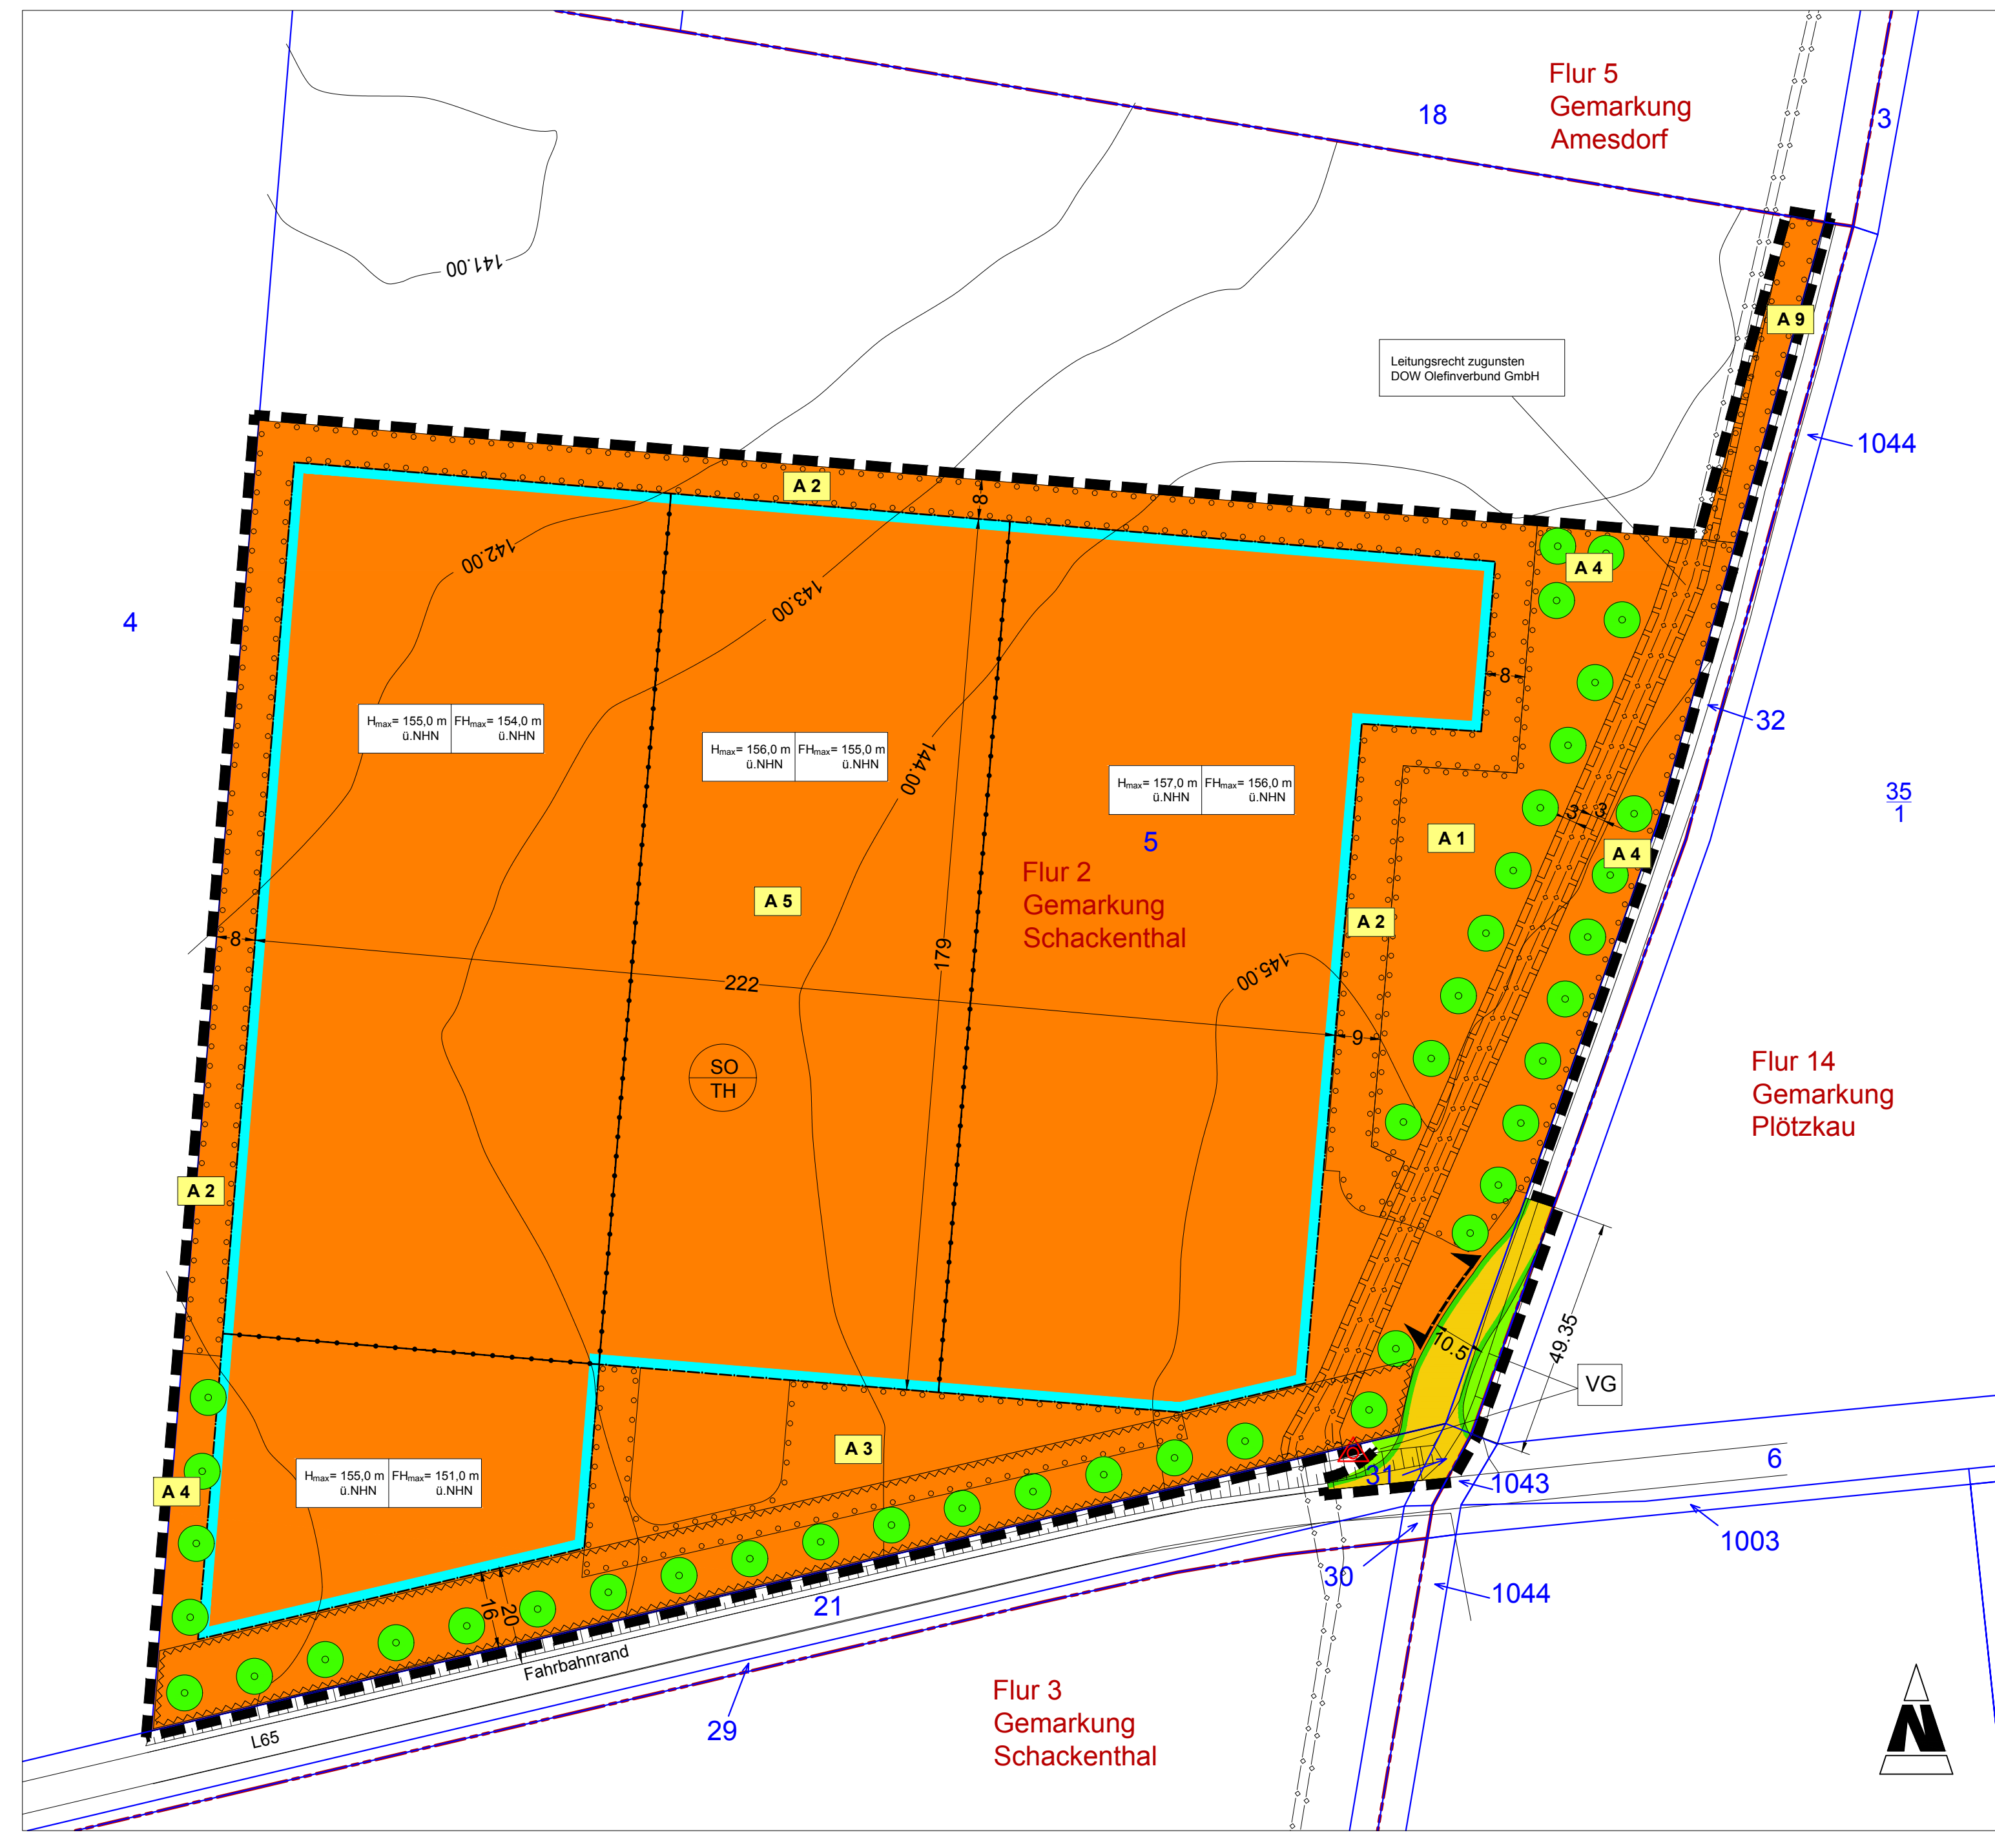 Flur 5
Gemarkung
Amesdorf
18
3
141.00
A 9
Leitungsrecht zugunsten
DOW Olefinverbund GmbH
1044
A 2
8
142.00
143.00
A 4
4
8
32
Hmax= 155,0 m
ü.NHN
FHmax= 154,0 m
ü.NHN
Hmax= 156,0 m
ü.NHN
FHmax= 155,0 m
ü.NHN
144.00
Hmax= 157,0 m
ü.NHN
FHmax= 156,0 m
ü.NHN
35
1
3
3
5
A 1
A 4
Flur 2
Gemarkung
Schackenthal
A 5
A 2
8
222
179
145.00
9
SO
TH
Flur 14
Gemarkung
Plötzkau
A 2
10.5
49.35
VG
A 3
Hmax= 155,0 m
ü.NHN
FHmax= 151,0 m
ü.NHN
A 4
31
1043
6
1003
30
1044
16
20
21
Fahrbahnrand
L65
29
Flur 3
Gemarkung
Schackenthal
N